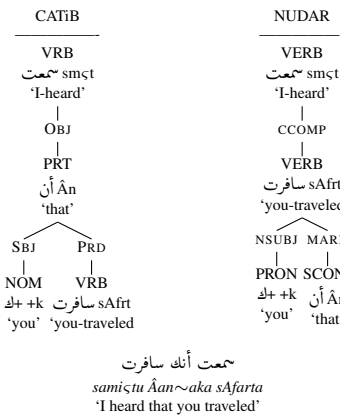 CATiB NUDAR
VRB VERB
سمعت smςt سمعت smςt
'I-heard' 'I-heard'
OBJ CCOMP
PRT VERB
أن Ân سافرت sAfrt
'that' 'you-traveled
SBJ PRD NSUBJ MAR
NOM VRB PRON SCON
ك+ +k سافرت sAfrt ك+ +k أن Ân
'you' 'you-traveled 'you' 'that
سمعت أنك سافرت
samiςtu Âan~aka sAfarta
'I heard that you traveled'